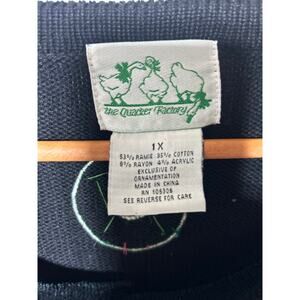 the Quacker Factory
1X
53% RAMIE 35% COTTON
8% RAYON 4% ACRYLIC
EXCLUSIVE OF
ORNAMENTATION
MADE IN CHINA
RN 105306
SEE REVERSE FOR CARE